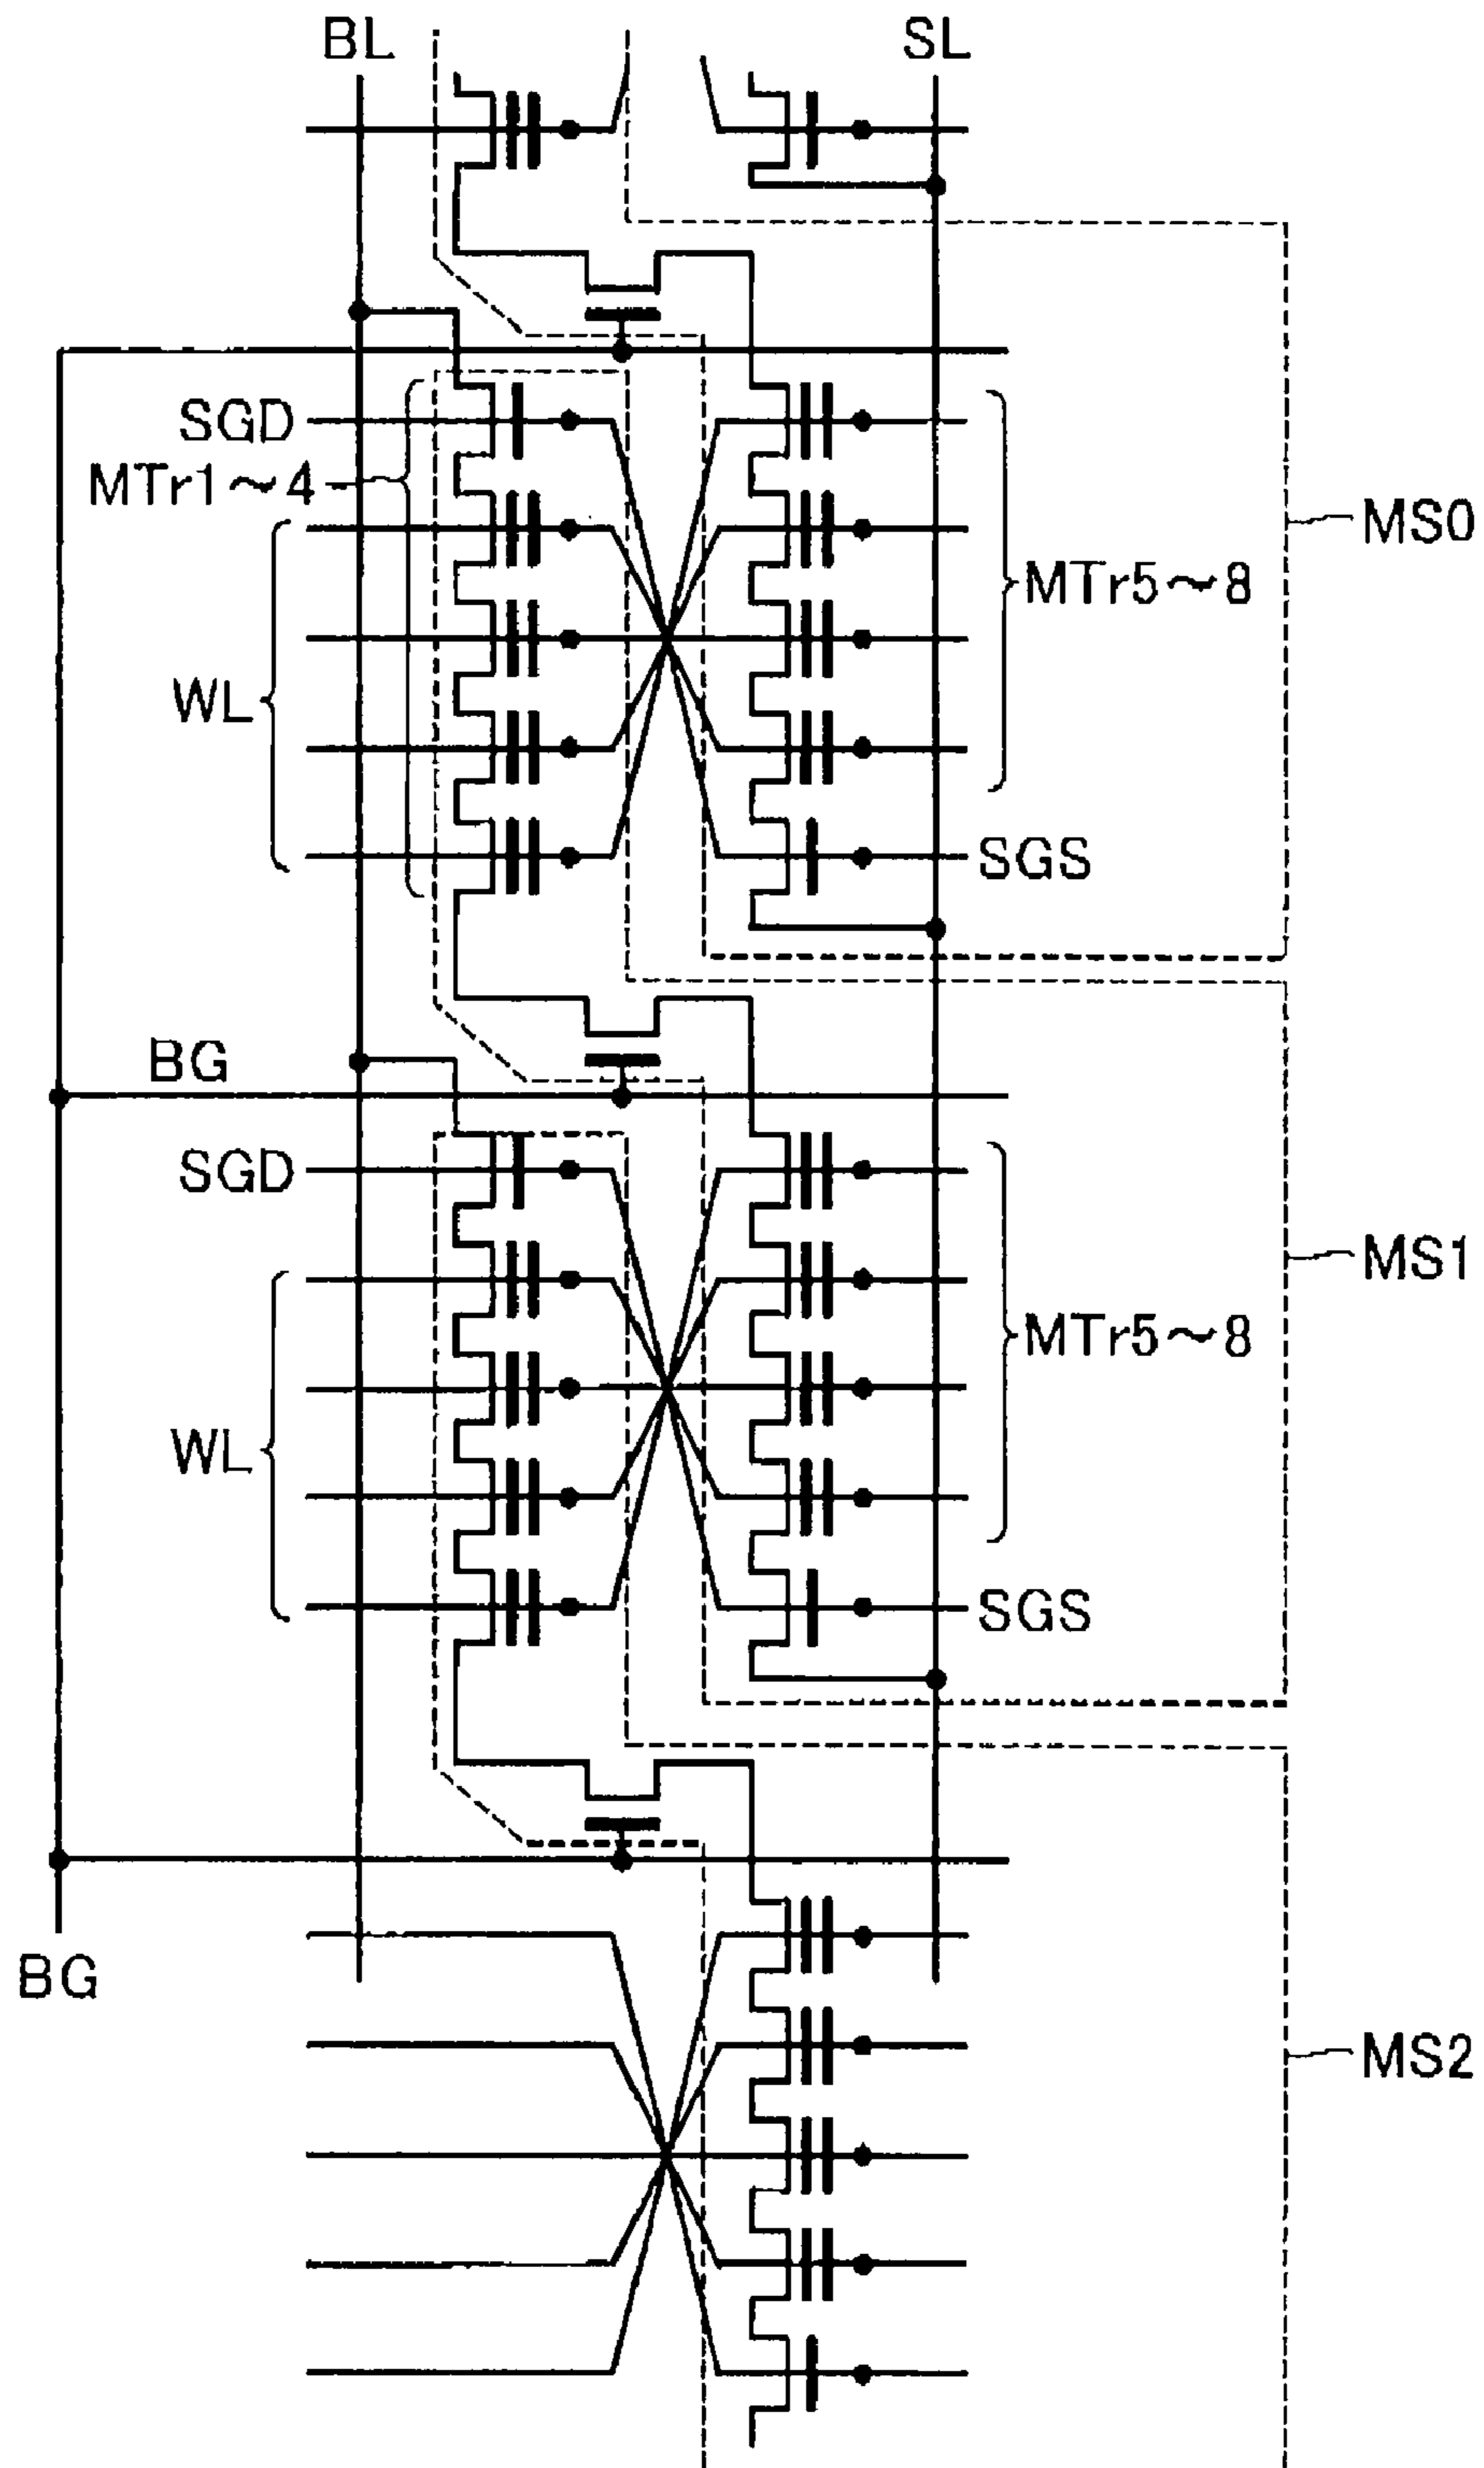 BL
SL
SGD
MTr1～4
MS0
MTr5～8
WL
SGS
BG
SGD
MS1
MTr5～8
WL
SGS
BG
MS2